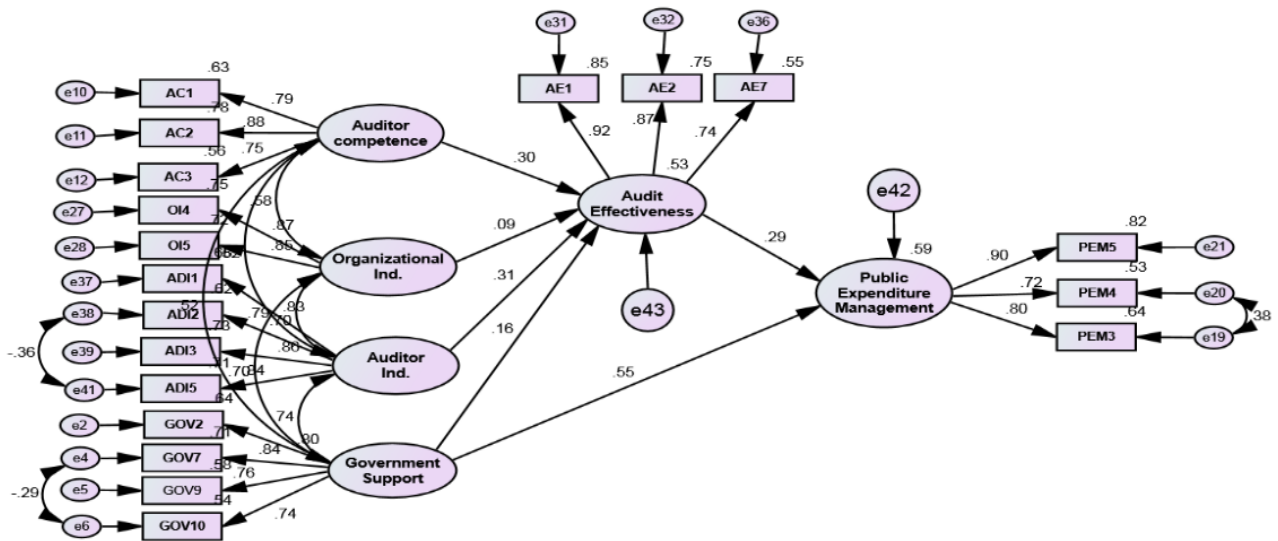 e31
e32
e36
.85
.75
.55
AE1
AE2
AE7
.92
.87
.74
.63
e10
AC1
.79
.78
e11
AC2
.88
.56
.75
e12
AC3
.75
e27
OI4
.87
e28
OI5
.85
e37
ADI1
.62
e38
ADI2
.52
.79
.70
.83
.73
e39
ADI3
.80
-.36
e41
ADI5
.70
.84
.64
e2
GOV2
.71
.74
.80
e4
GOV7
.84
.58
e5
GOV9
.76
-.29
.54
e6
GOV10
.74
Auditor
competence
.58
Organizational
Ind.
Auditor
Ind.
Government
Support
.30
.09
.31
.16
.55
.53
Audit
Effectiveness
e43
.29
e42
.59
Public
Expenditure
Management
.90
.72
.80
.82
PEM5
e21
.53
PEM4
e20
.64
PEM3
e19
.38